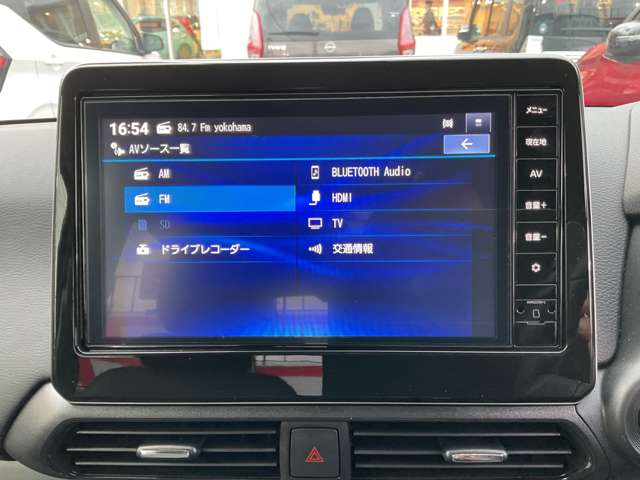 16:54 84.7 Fm yokohama
AVソース一覧
AM
FM
SD
ドライブレコーダー
BLUETOOTH Audio
HDMI
TV
交通情報
メニュー
現在地
AV
音量+
音量-